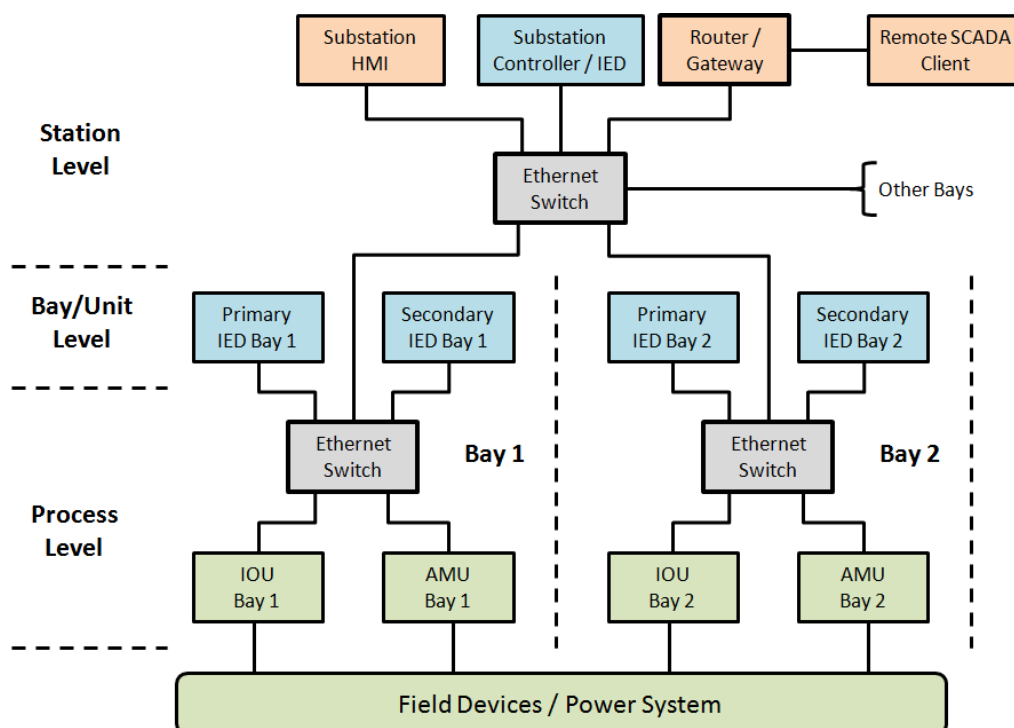 Substation
HMI
Substation
Controller / IED
Router /
Gateway
Remote SCADA
Client
Station
Level
Ethernet
Switch
Other Bays
Bay/Unit
Level
Primary
IED Bay 1
Secondary
IED Bay 1
Primary
IED Bay 2
Secondary
IED Bay 2
Ethernet
Switch
Bay 1
Ethernet
Switch
Bay 2
Process
Level
IOU
Bay 1
AMU
Bay 1
IOU
Bay 2
AMU
Bay 2
Field Devices / Power System